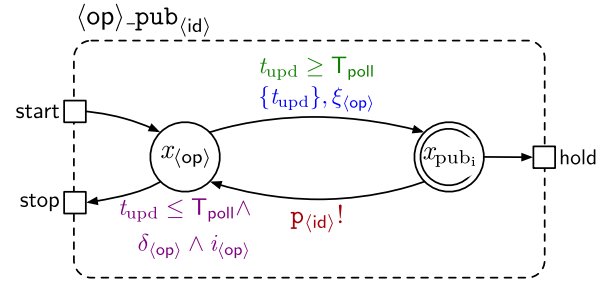 ⟨op⟩_pub⟨id⟩
t_upd ≥ T_poll
{t_upd}, ξ⟨op⟩
start
x⟨op⟩
x_pub_i
hold
stop
t_upd ≤ T_poll ∧
δ⟨op⟩ ∧ i⟨op⟩
p⟨id⟩!